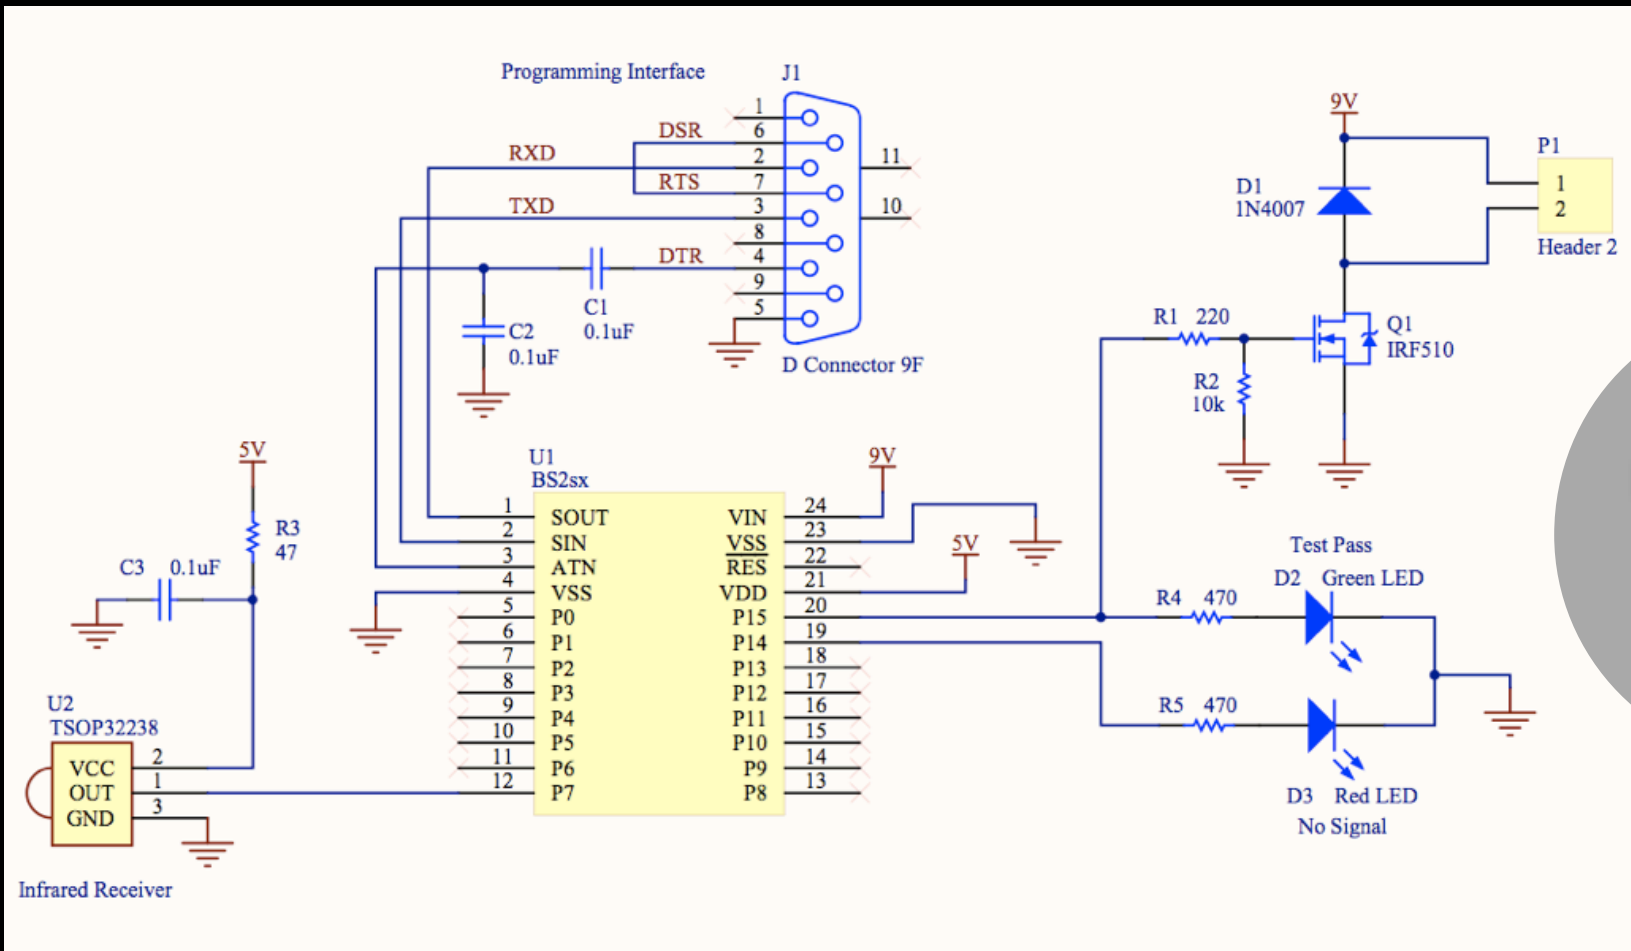 Programming Interface
J1
1
DSR
6
RXD
2
11
RTS
7
TXD
3
10
8
DTR
4
9
5
C1
0.1uF
C2
0.1uF
D Connector 9F
9V
P1
D1
1N4007
1
2
Header 2
R1 220
Q1
IRF510
R2
10k
5V
R3
47
C3 0.1uF
U1
BS2sx
9V
5V
1 SOUT VIN 24
2 SIN VSS 23
3 ATN RES 22
4 VSS VDD 21
5 P0 P15 20
6 P1 P14 19
7 P2 P13 18
8 P3 P12 17
9 P4 P11 16
10 P5 P10 15
11 P6 P9 14
12 P7 P8 13
Test Pass
D2 Green LED
R4 470
R5 470
D3 Red LED
No Signal
U2
TSOP32238
VCC 2
OUT 1
GND 3
Infrared Receiver